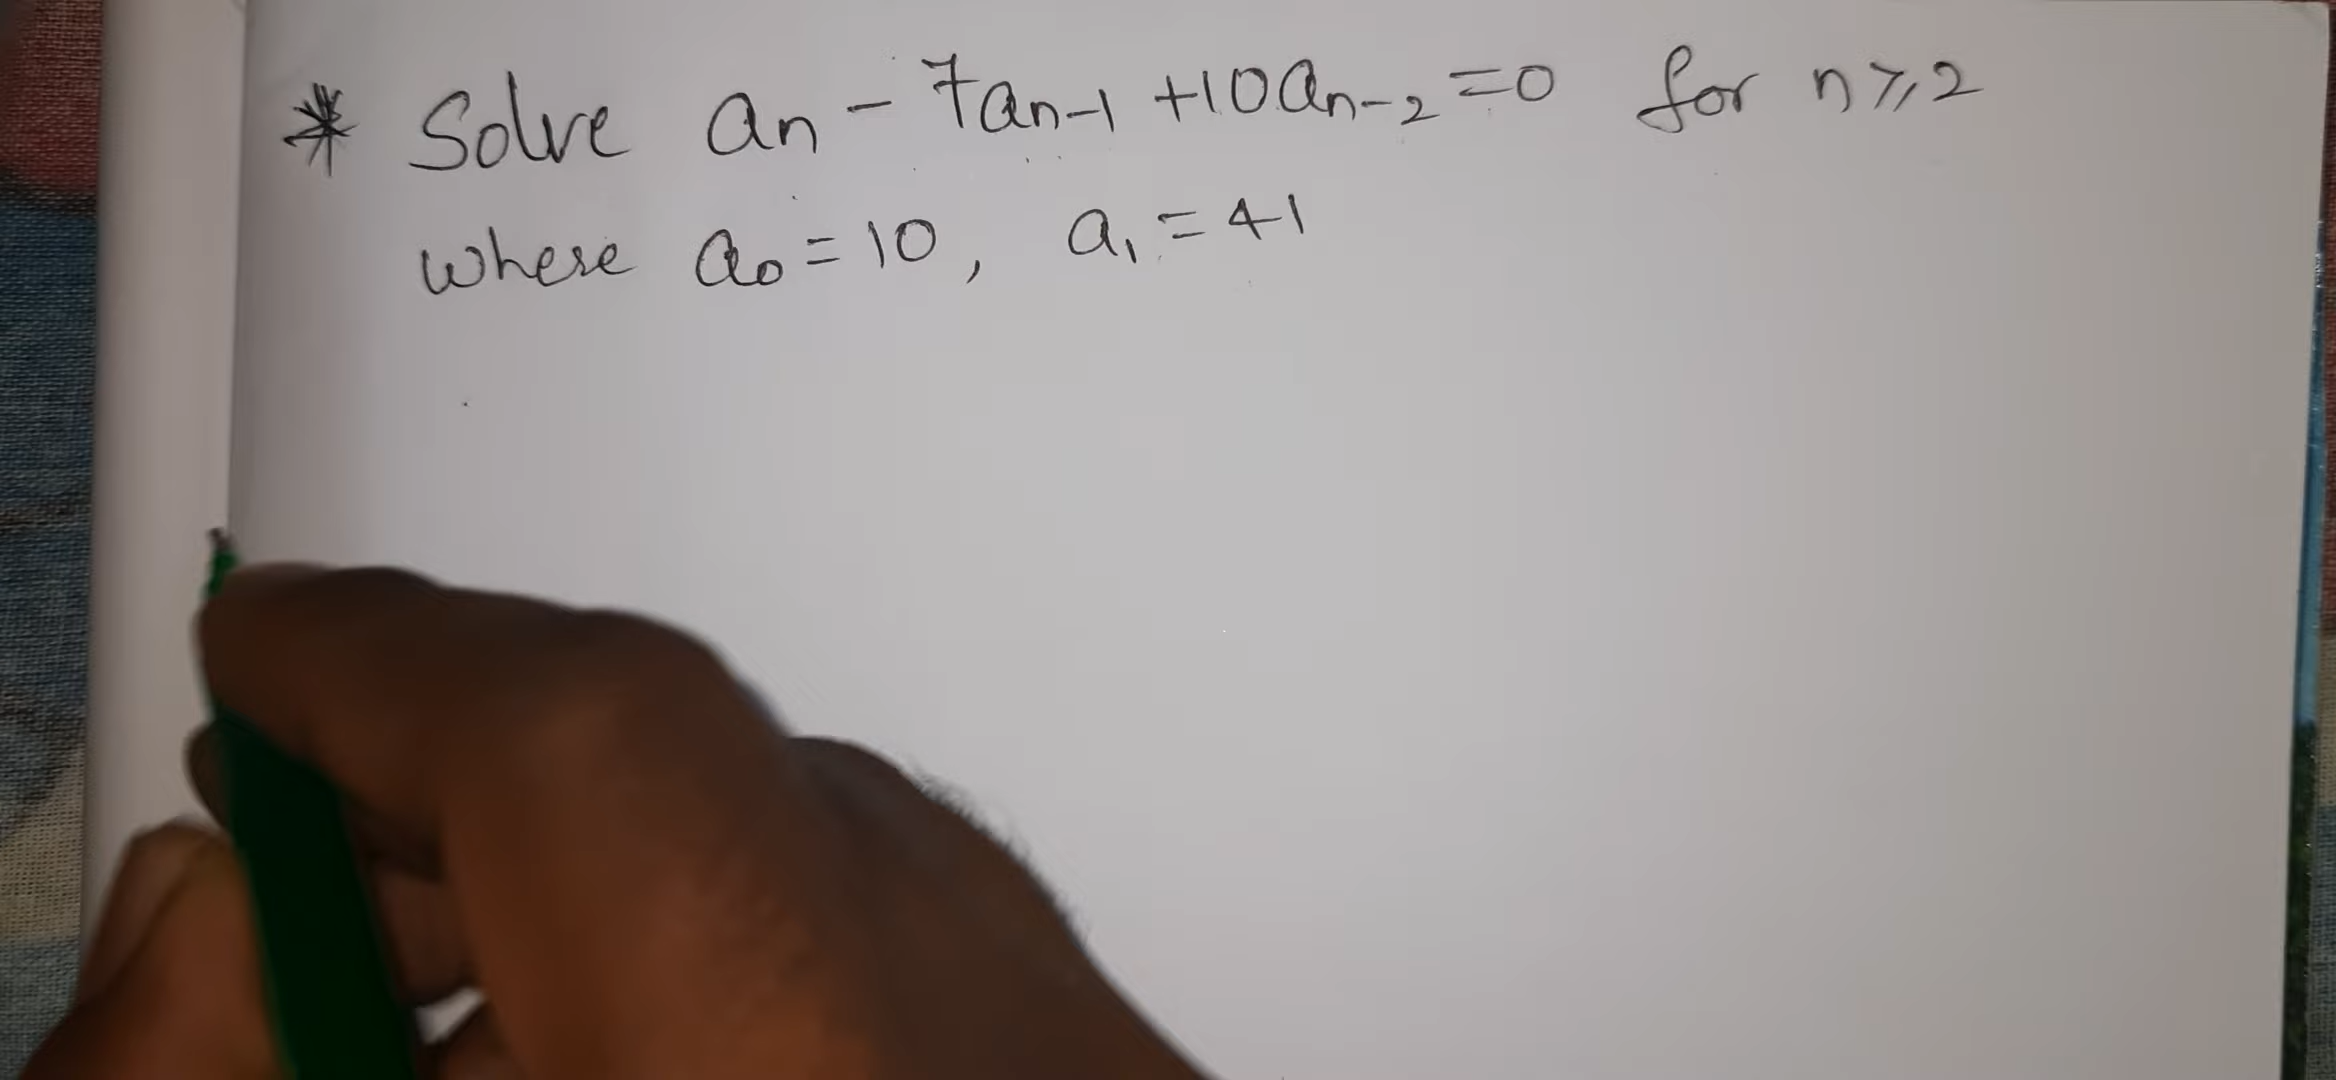 * Solve aₙ - 7aₙ₋₁ + 10aₙ₋₂ = 0 for n ≥ 2
where a₀ = 10, a₁ = 41